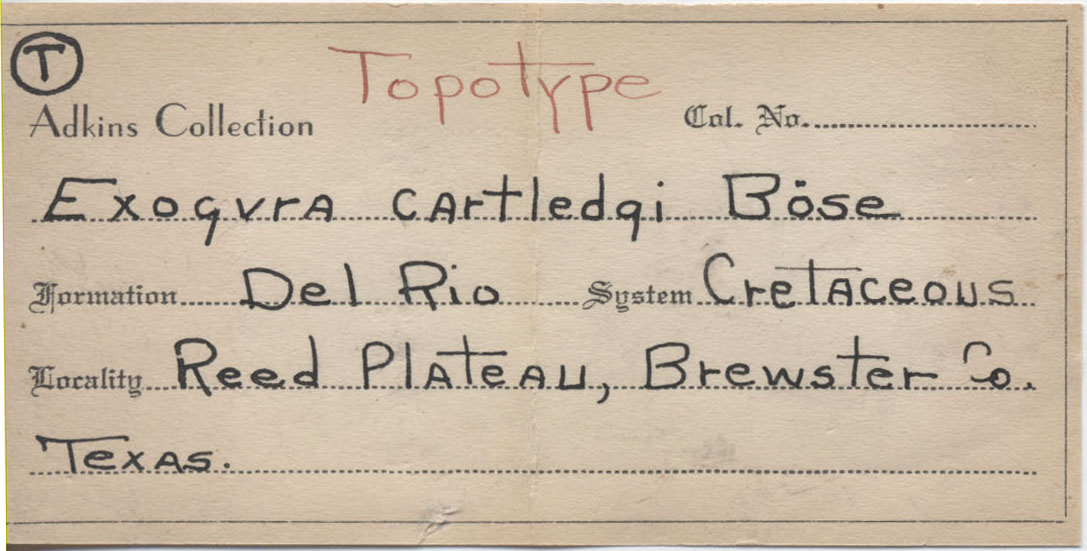 T
Topotype
Adkins Collection Col. No.
Exogyra cartledgi Böse
Formation Del Rio System Cretaceous
Locality Reed Plateau, Brewster Co.
Texas.